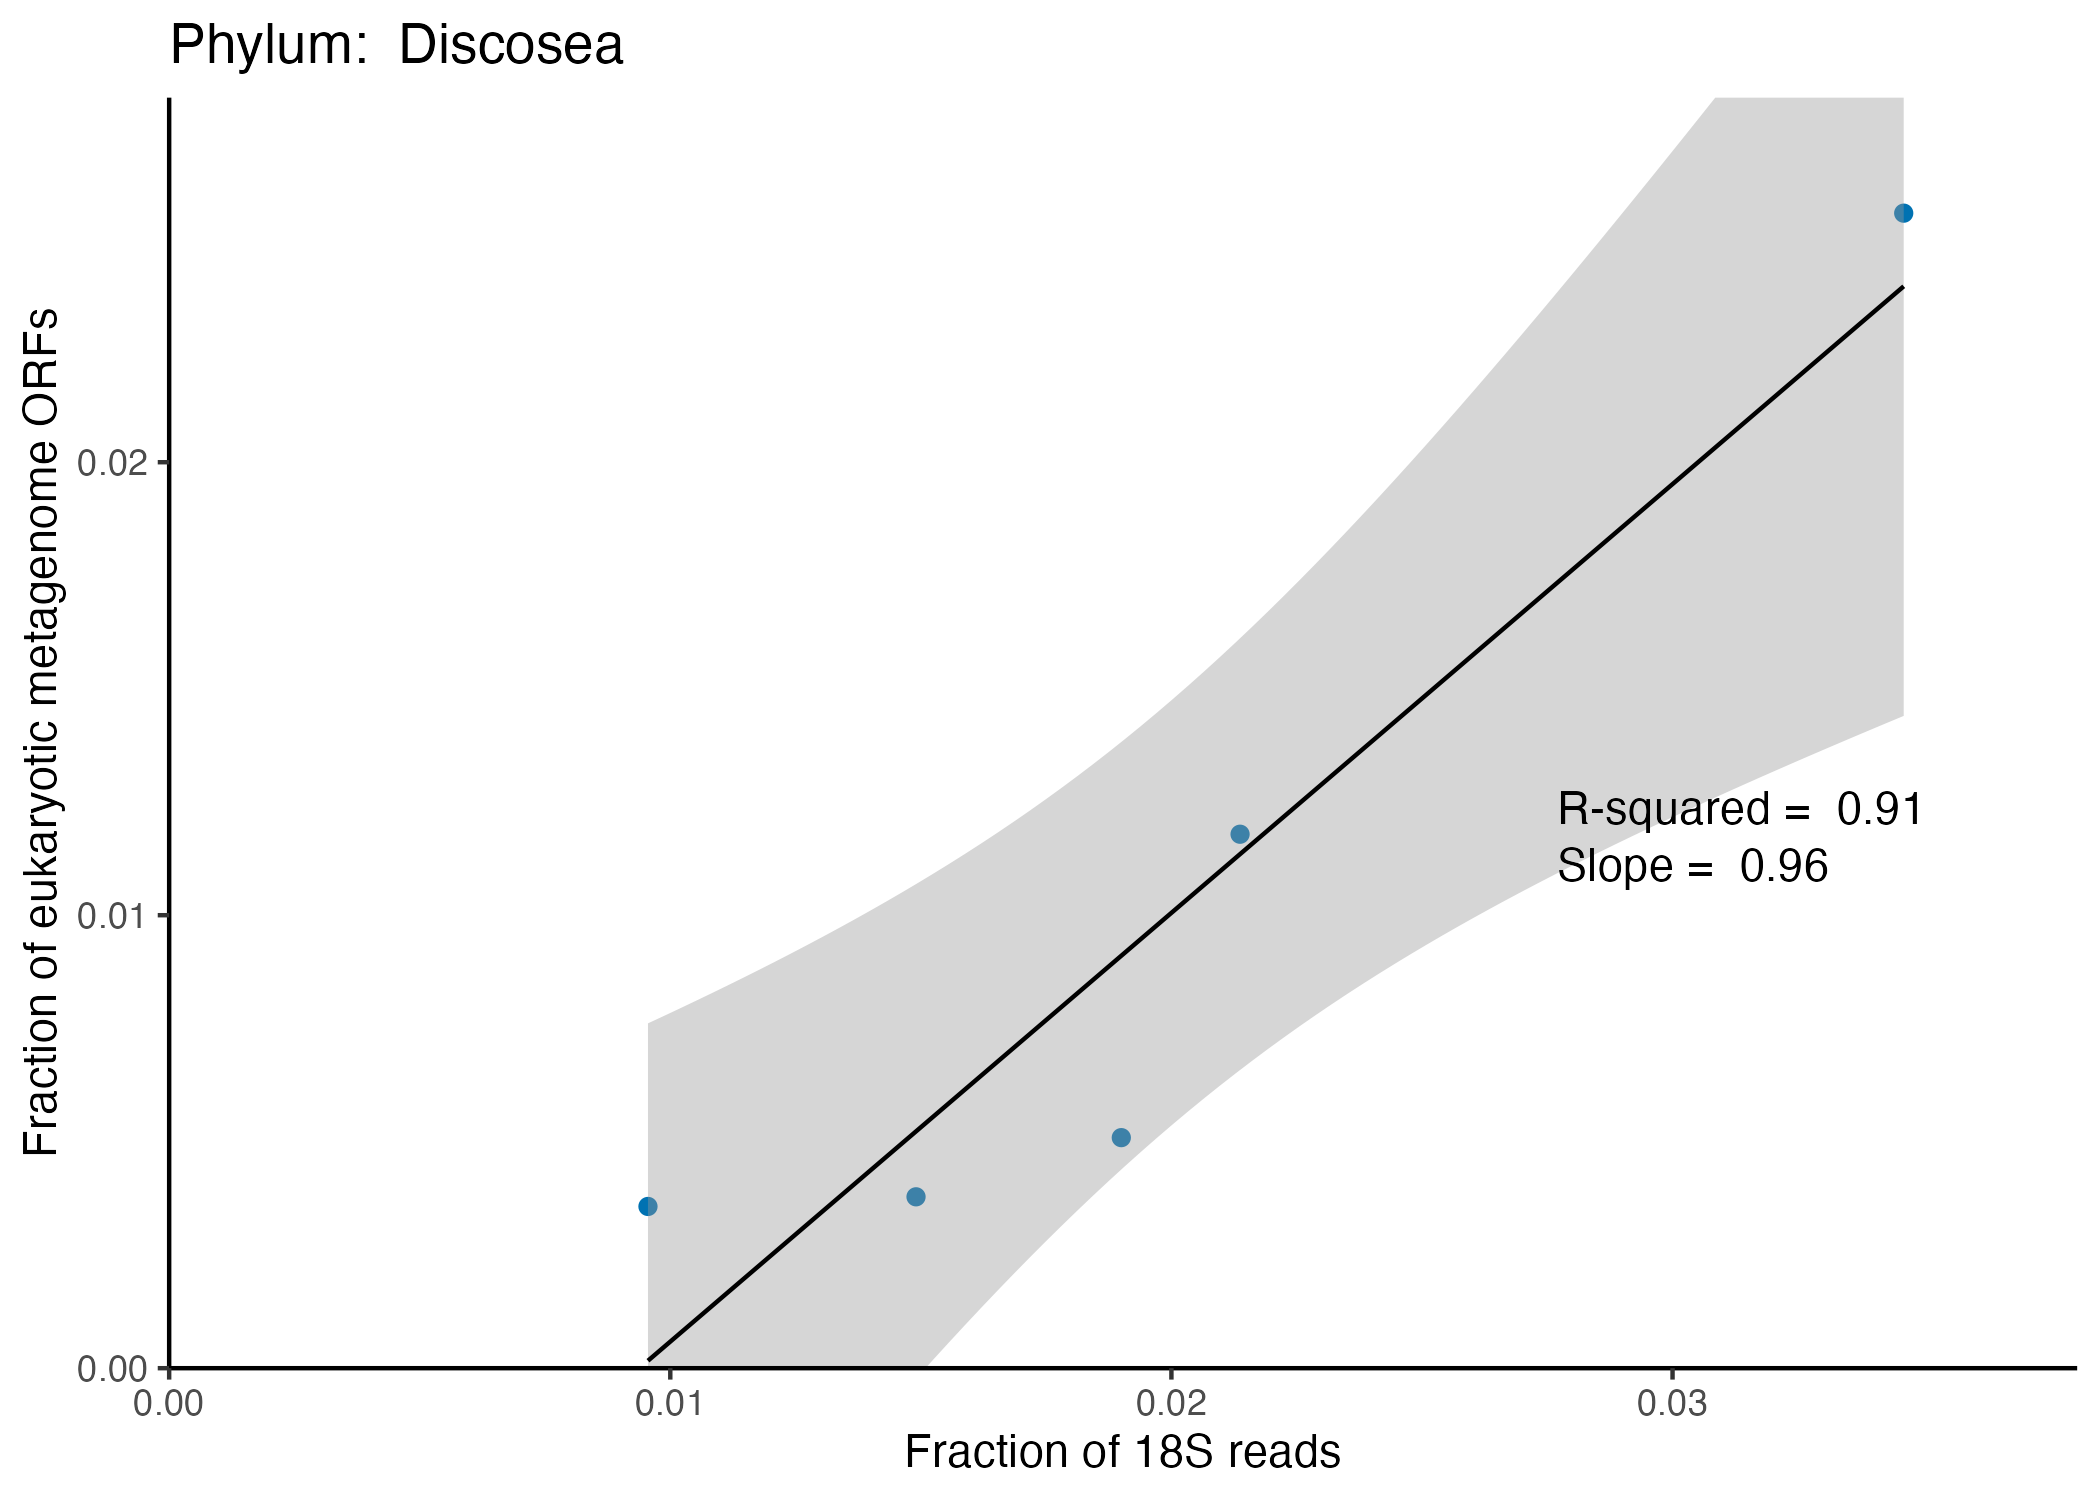 Phylum: Discosea
Fraction of eukaryotic metagenome ORFs
0.02
0.01
0.00
R-squared = 0.91
Slope = 0.96
0.00 0.01 0.02 0.03
Fraction of 18S reads